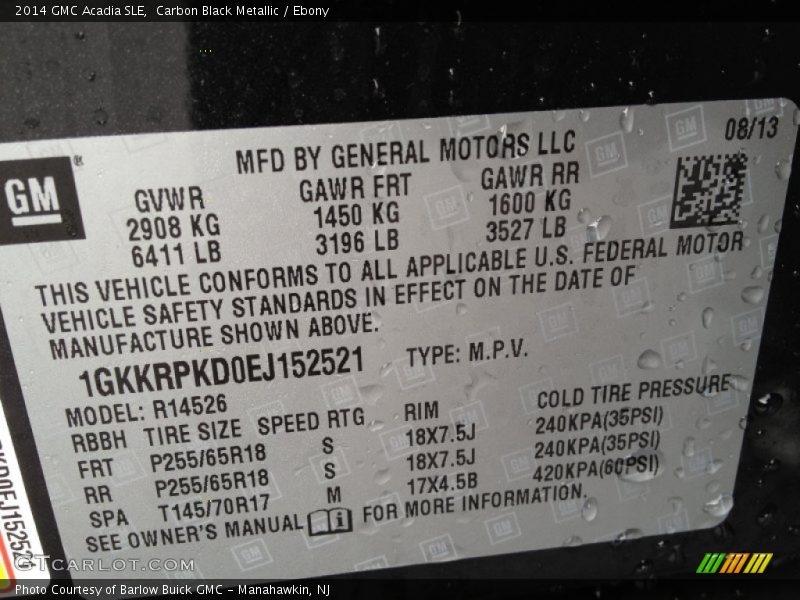 2014 GMC Acadia SLE,  Carbon Black Metallic / Ebony
08/13
MFD BY GENERAL MOTORS LLC
GM ®
GVWR GAWR FRT GAWR RR
2908 KG 1450 KG 1600 KG
6411 LB 3196 LB 3527 LB
THIS VEHICLE CONFORMS TO ALL APPLICABLE U.S. FEDERAL MOTOR
VEHICLE SAFETY STANDARDS IN EFFECT ON THE DATE OF
MANUFACTURE SHOWN ABOVE.
1GKKRPKD0EJ152521 TYPE: M.P.V.
MODEL: R14526
RBBH TIRE SIZE SPEED RTG RIM COLD TIRE PRESSURE
FRT P255/65R18 S 18X7.5J 240KPA(35PSI)
RR P255/65R18 S 18X7.5J 240KPA(35PSI)
SPA T145/70R17 M 17X4.5B 420KPA(60PSI)
SEE OWNER'S MANUAL i FOR MORE INFORMATION.
GTcarlot.com
Photo Courtesy of Barlow Buick GMC - Manahawkin, NJ